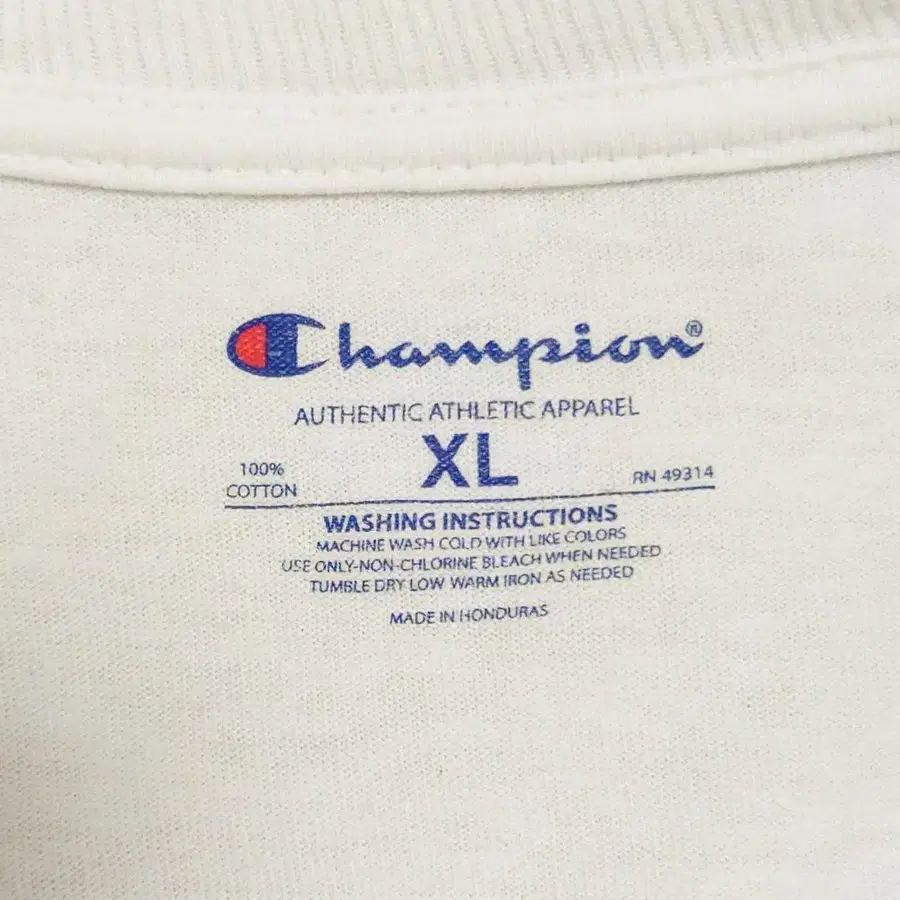 Champion®
AUTHENTIC ATHLETIC APPAREL
XL
100%
COTTON
RN 49314
WASHING INSTRUCTIONS
MACHINE WASH COLD WITH LIKE COLORS
USE ONLY-NON-CHLORINE BLEACH WHEN NEEDED
TUMBLE DRY LOW WARM IRON AS NEEDED
MADE IN HONDURAS